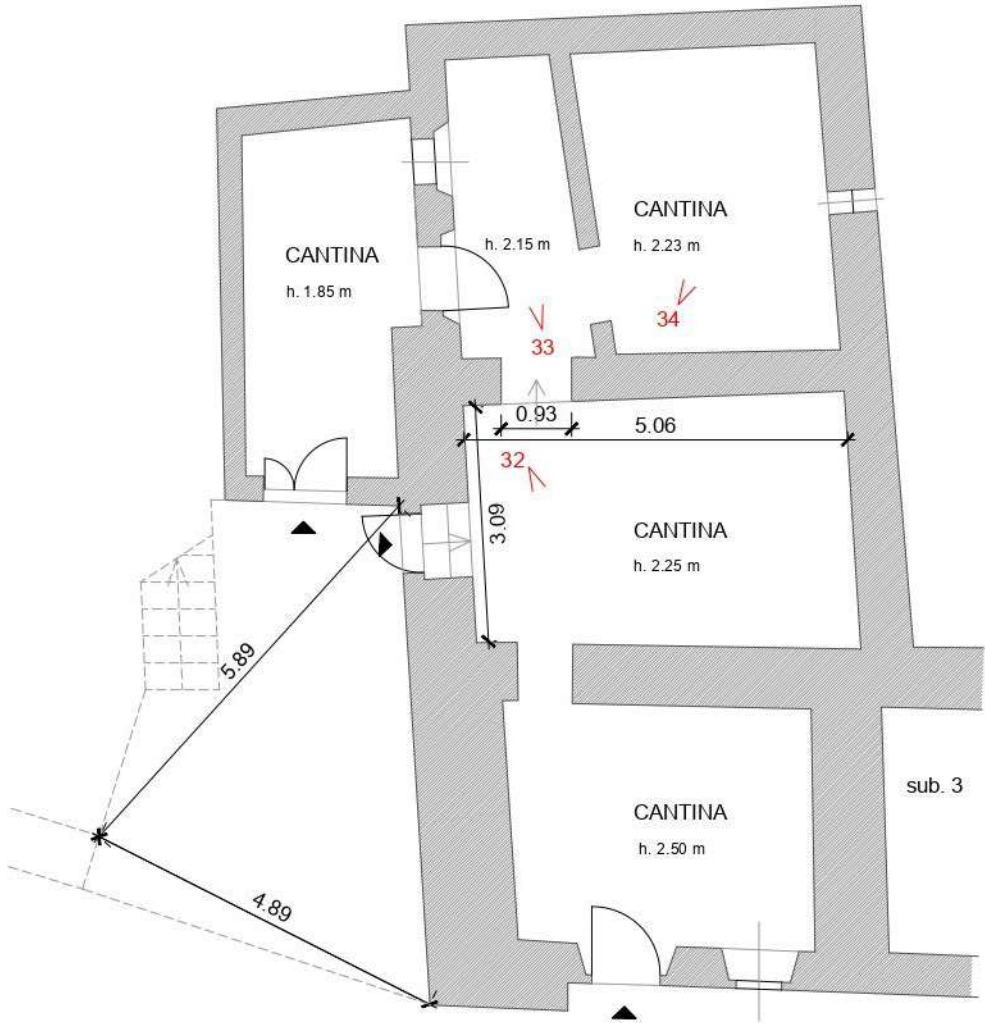 CANTINA
h. 2.23 m
h. 2.15 m
CANTINA
h. 1.85 m
34
33
0.93
5.06
32
3.09
CANTINA
h. 2.25 m
5.89
sub. 3
CANTINA
h. 2.50 m
4.89